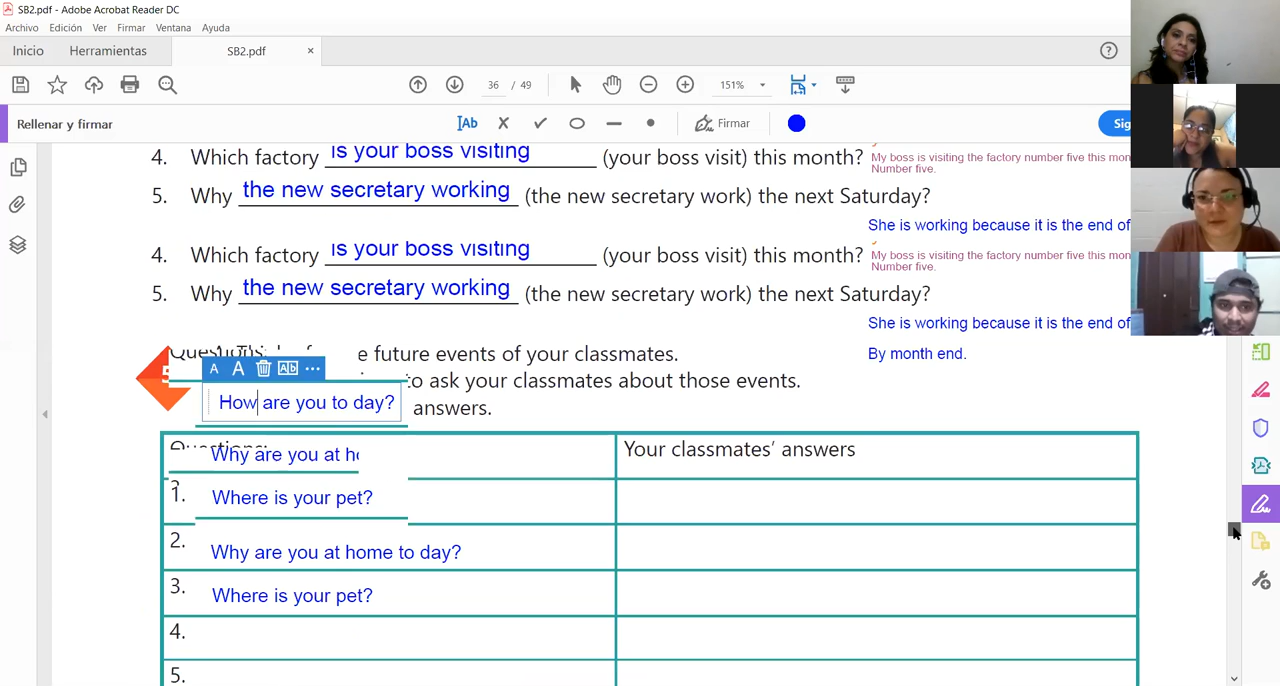 SB2.pdf - Adobe Acrobat Reader DC
Archivo Edición Ver Firmar Ventana Ayuda
Inicio Herramientas SB2.pdf ×
36 / 49 151%
Rellenar y firmar
Ab Firmar Sig
4. Which factory is your boss visiting (your boss visit) this month?
My boss is visiting the factory number five this mon
Number five.
5. Why the new secretary working (the new secretary work) the next Saturday?
She is working because it is the end of
4. Which factory is your boss visiting (your boss visit) this month?
My boss is visiting the factory number five this mon
Number five.
5. Why the new secretary working (the new secretary work) the next Saturday?
She is working because it is the end of
By month end.
Questions:
e future events of your classmates.
A A Ab
to ask your classmates about those events.
How are you to day? answers.
Questions: Your classmates' answers
Why are you at ho
1. Where is your pet?
2. Why are you at home to day?
3. Where is your pet?
4.
5.